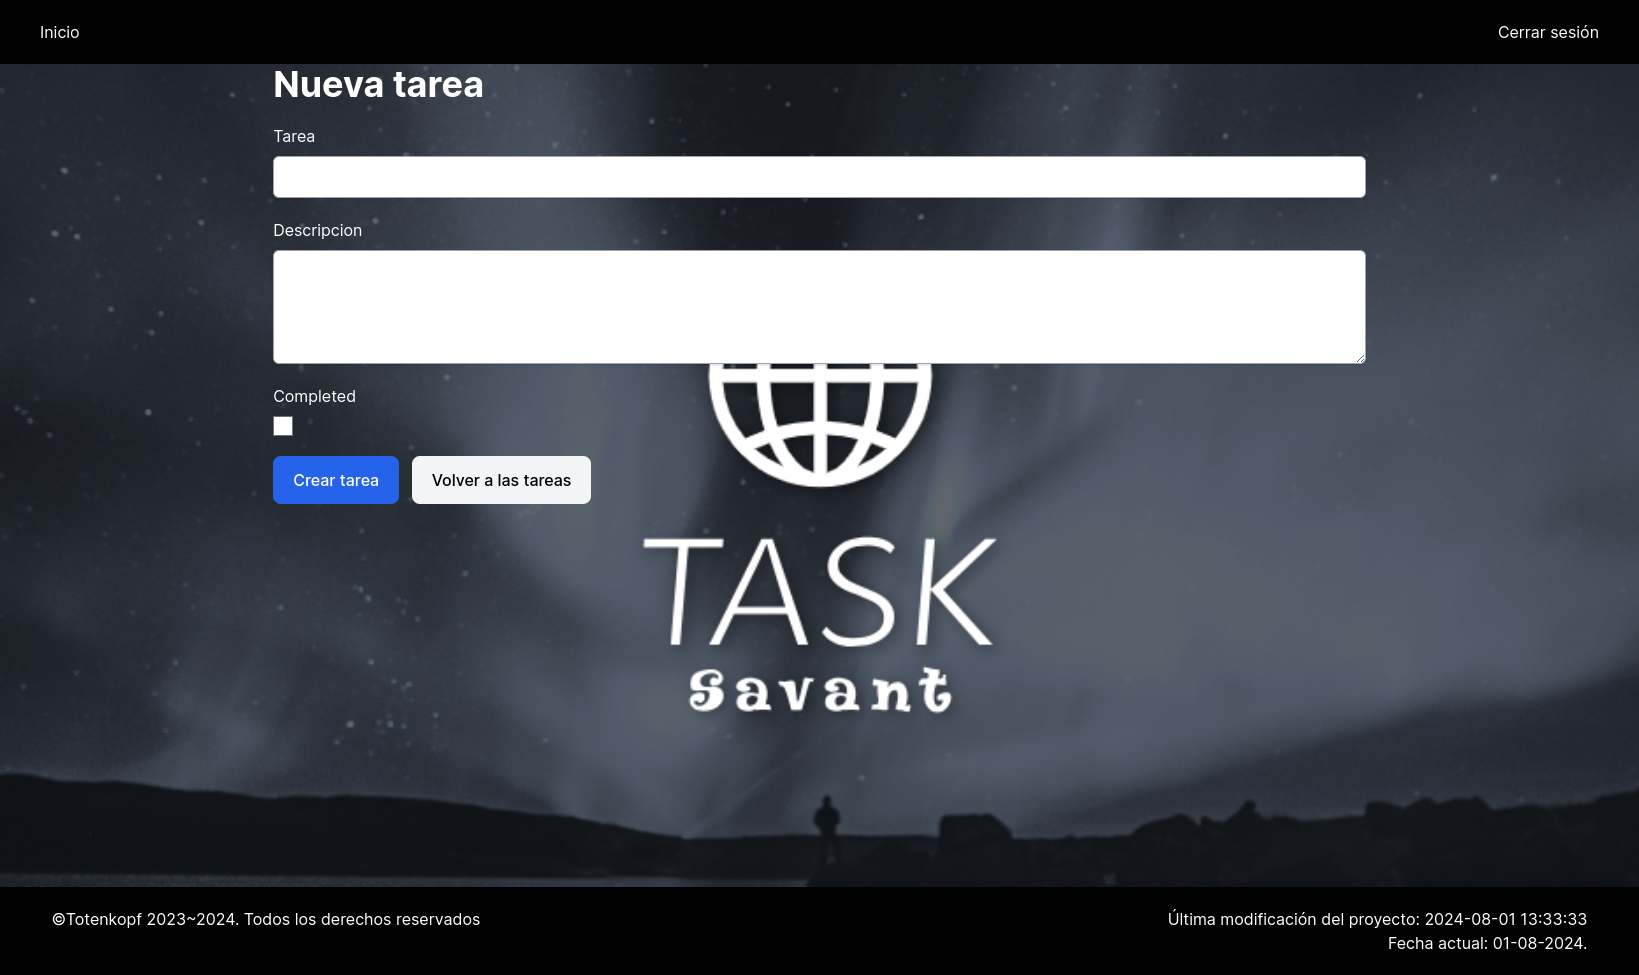 Inicio
Cerrar sesión
Nueva tarea
Tarea
Descripcion
Completed
Crear tarea
Volver a las tareas
TASK
Savant
©Totenkopf 2023~2024. Todos los derechos reservados
Última modificación del proyecto: 2024-08-01 13:33:33
Fecha actual: 01-08-2024.